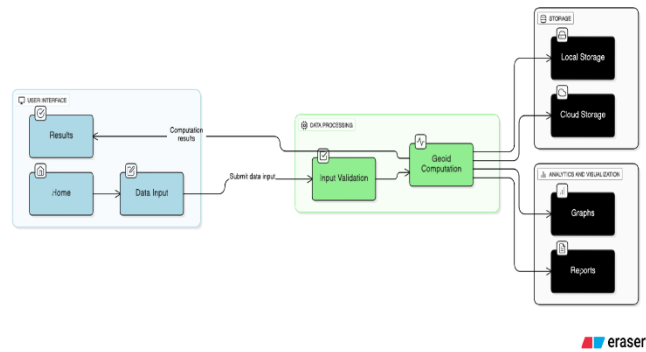 STORAGE
Local Storage
Cloud Storage
USER INTERFACE
Results
Home
Data Input
Computation
results
Submit data input
DATA PROCESSING
Input Validation
Geoid
Computation
ANALYTICS AND VISUALIZATION
Graphs
Reports
eraser